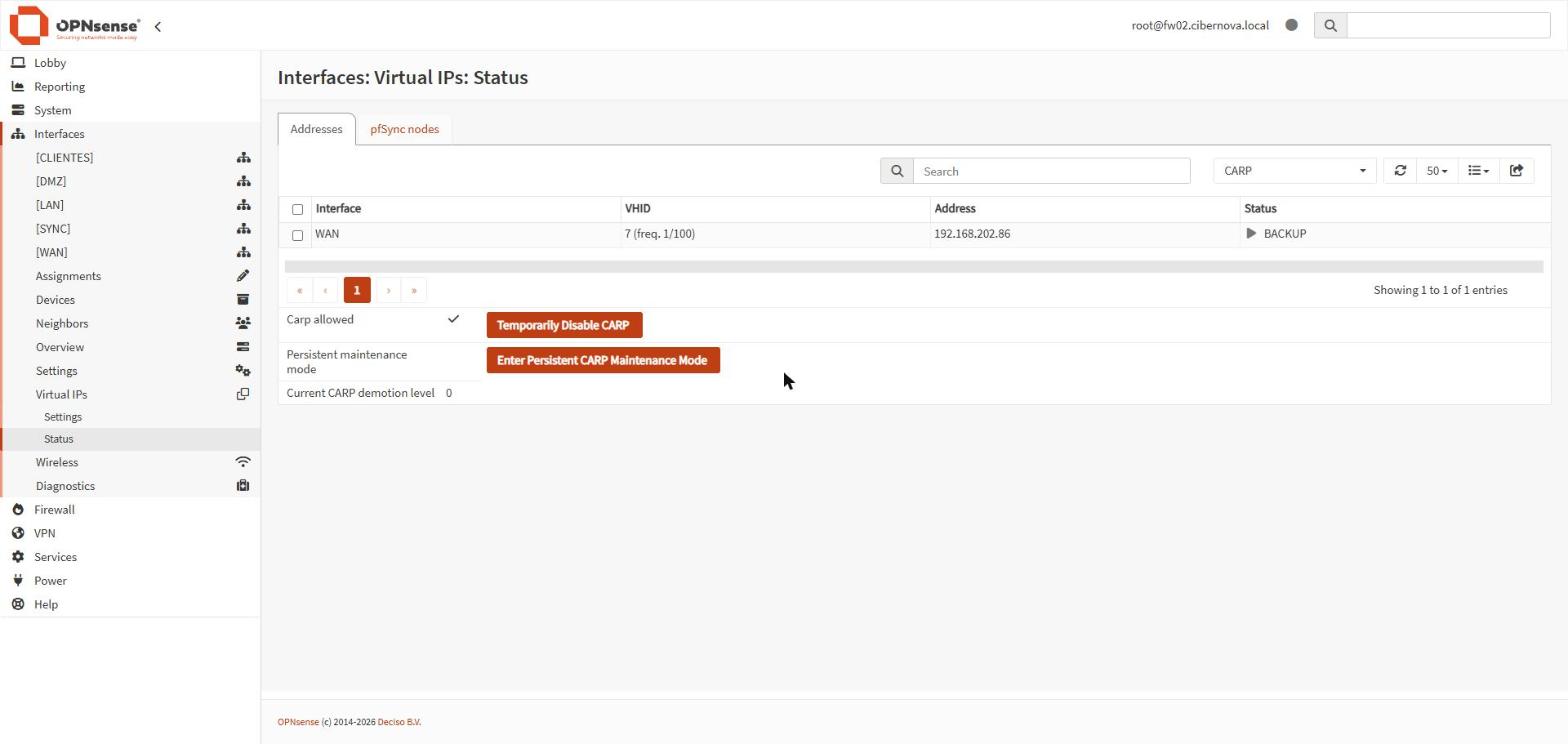 OPNsense®
Securing networks made easy
root@fw02.cibernova.local
Lobby
Reporting
System
Interfaces
[CLIENTES]
[DMZ]
[LAN]
[SYNC]
[WAN]
Assignments
Devices
Neighbors
Overview
Settings
Virtual IPs
Settings
Status
Wireless
Diagnostics
Firewall
VPN
Services
Power
Help
Interfaces: Virtual IPs: Status
Addresses pfSync nodes
Search CARP 50
Interface VHID Address Status
WAN 7 (freq. 1/100) 192.168.202.86 BACKUP
« ‹ 1 › » Showing 1 to 1 of 1 entries
Carp allowed Temporarily Disable CARP
Persistent maintenance
mode Enter Persistent CARP Maintenance Mode
Current CARP demotion level 0
OPNsense (c) 2014-2026 Deciso B.V.